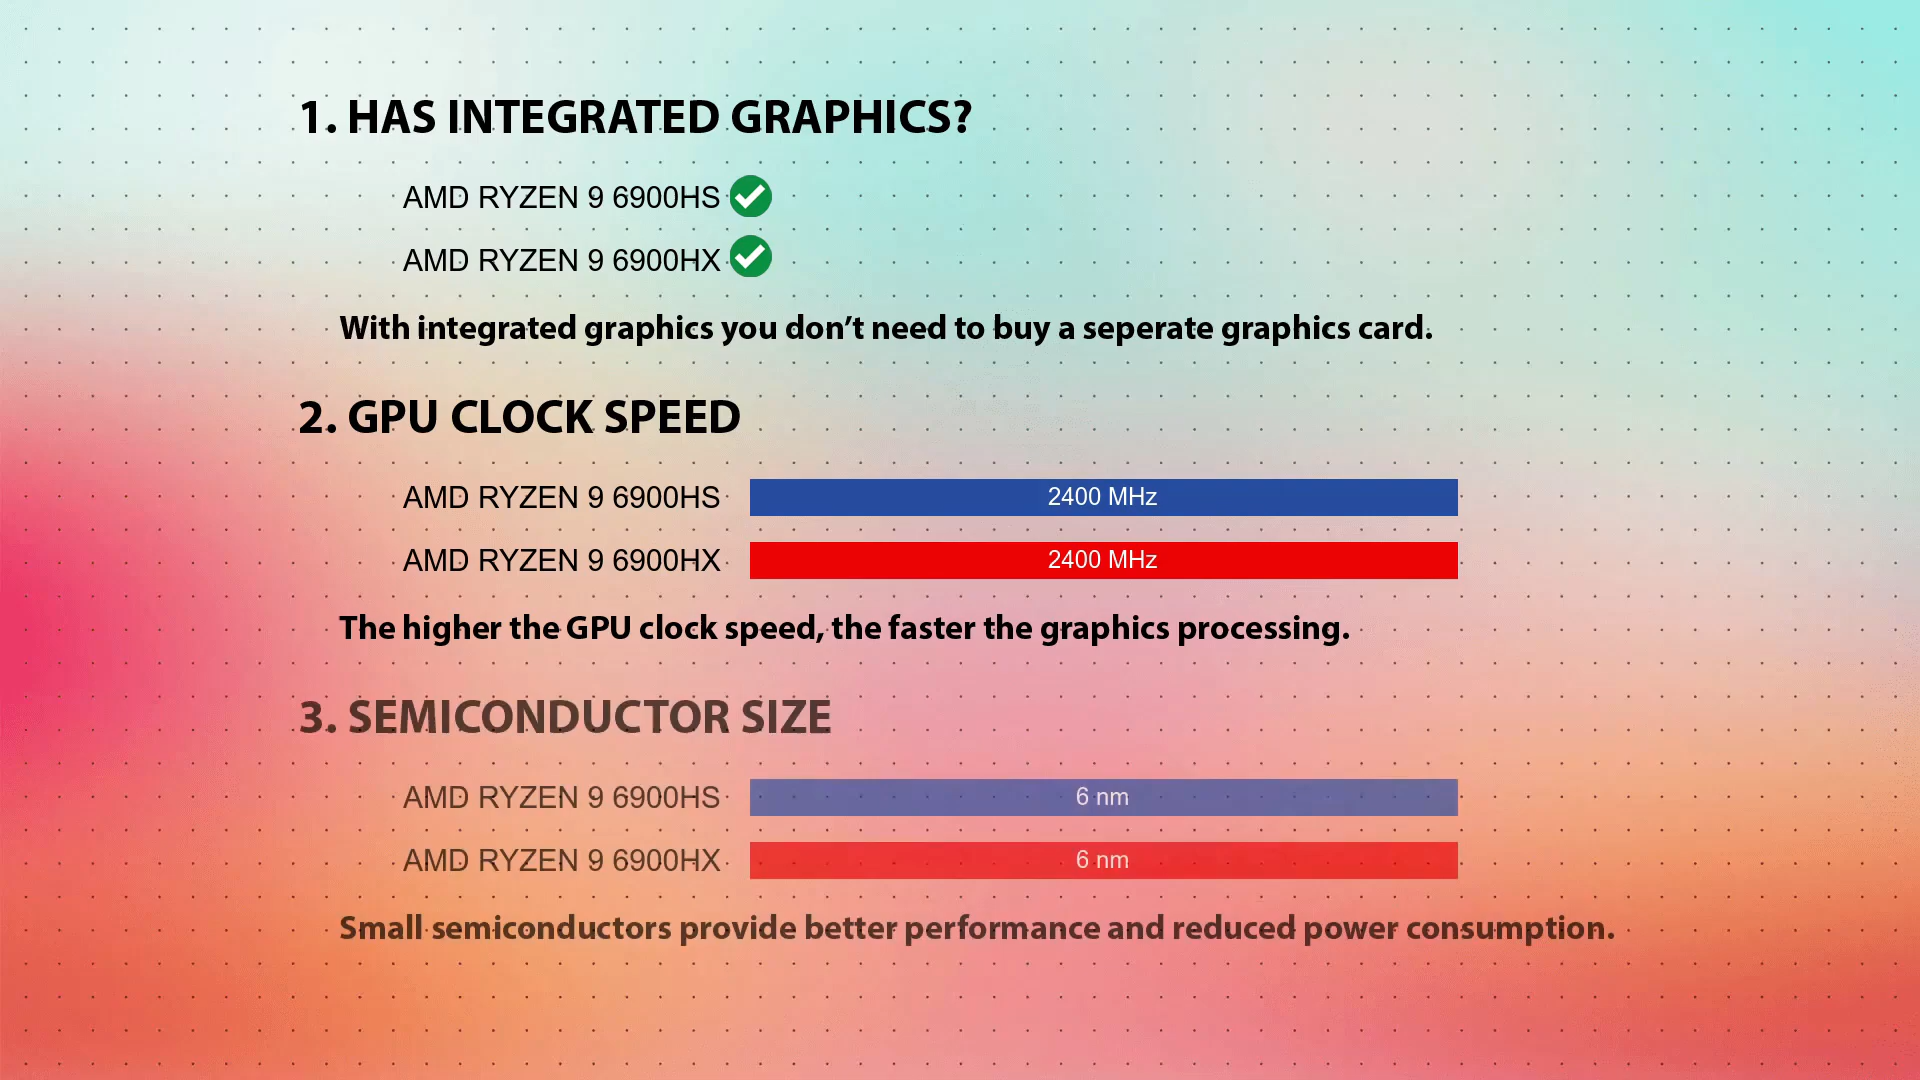 1. HAS INTEGRATED GRAPHICS?
AMD RYZEN 9 6900HS
AMD RYZEN 9 6900HX
With integrated graphics you don’t need to buy a seperate graphics card.
2. GPU CLOCK SPEED
AMD RYZEN 9 6900HS 2400 MHz
AMD RYZEN 9 6900HX 2400 MHz
The higher the GPU clock speed, the faster the graphics processing.
3. SEMICONDUCTOR SIZE
AMD RYZEN 9 6900HS 6 nm
AMD RYZEN 9 6900HX 6 nm
Small semiconductors provide better performance and reduced power consumption.